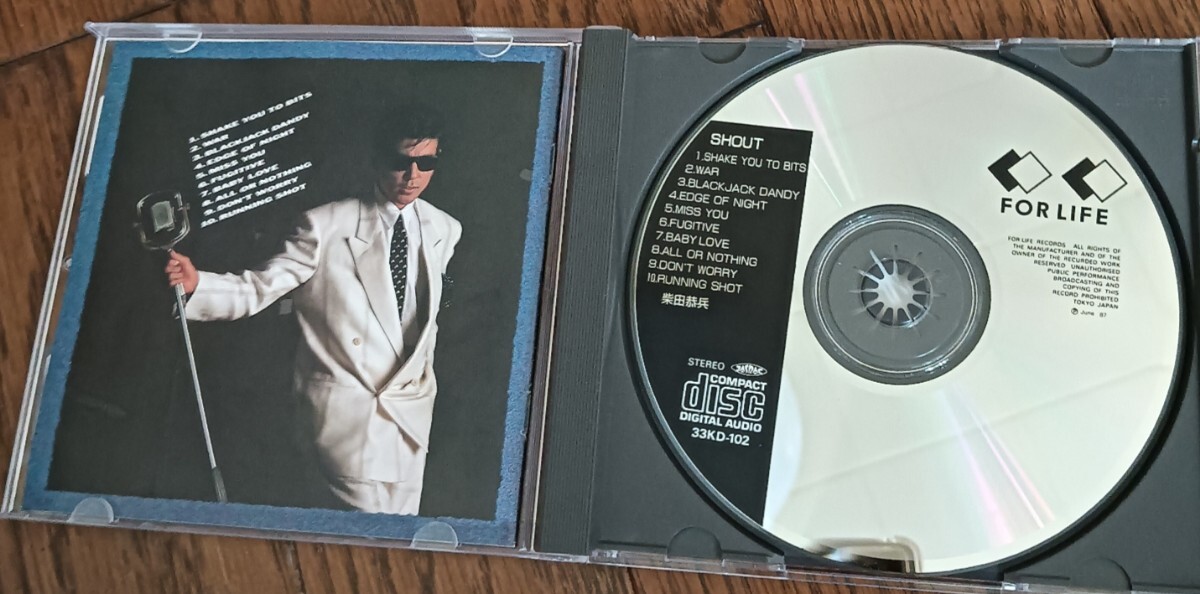 1. SHAKE YOU TO BITS
2. WAR
3. BLACKJACK DANDY
4. EDGE OF NIGHT
5. MISS YOU
6. FUGITIVE
7. BABY LOVE
8. ALL OR NOTHING
9. DON'T WORRY
10. RUNNING SHOT
SHOUT
1.SHAKE YOU TO BITS
2.WAR
3.BLACKJACK DANDY
4.EDGE OF NIGHT
5.MISS YOU
6.FUGITIVE
7.BABY LOVE
8.ALL OR NOTHING
9.DON'T WORRY
10.RUNNING SHOT
柴田恭兵
STEREO
COMPACT
disc
DIGITAL AUDIO
33KD-102
FOR LIFE
FOR LIFE RECORDS ALL RIGHTS OF
THE MANUFACTURER AND OF THE
OWNER OF THE RECORDED WORK
RESERVED UNAUTHORISED
PUBLIC PERFORMANCE
BROADCASTING AND
COPYING OF THIS
RECORD PROHIBITED
TOKYO JAPAN
Ⓟ June '87